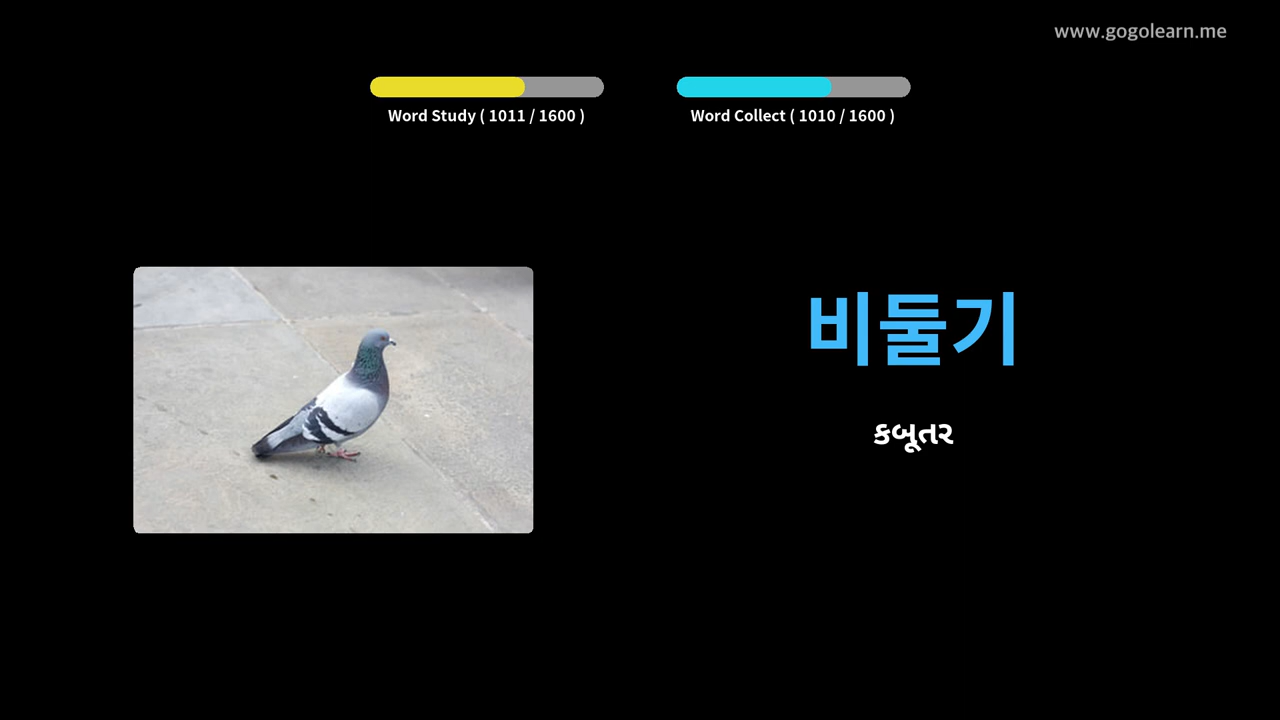 www.gogolearn.me
Word Study ( 1011 / 1600 )
Word Collect ( 1010 / 1600 )
비둘기
કબૂતર